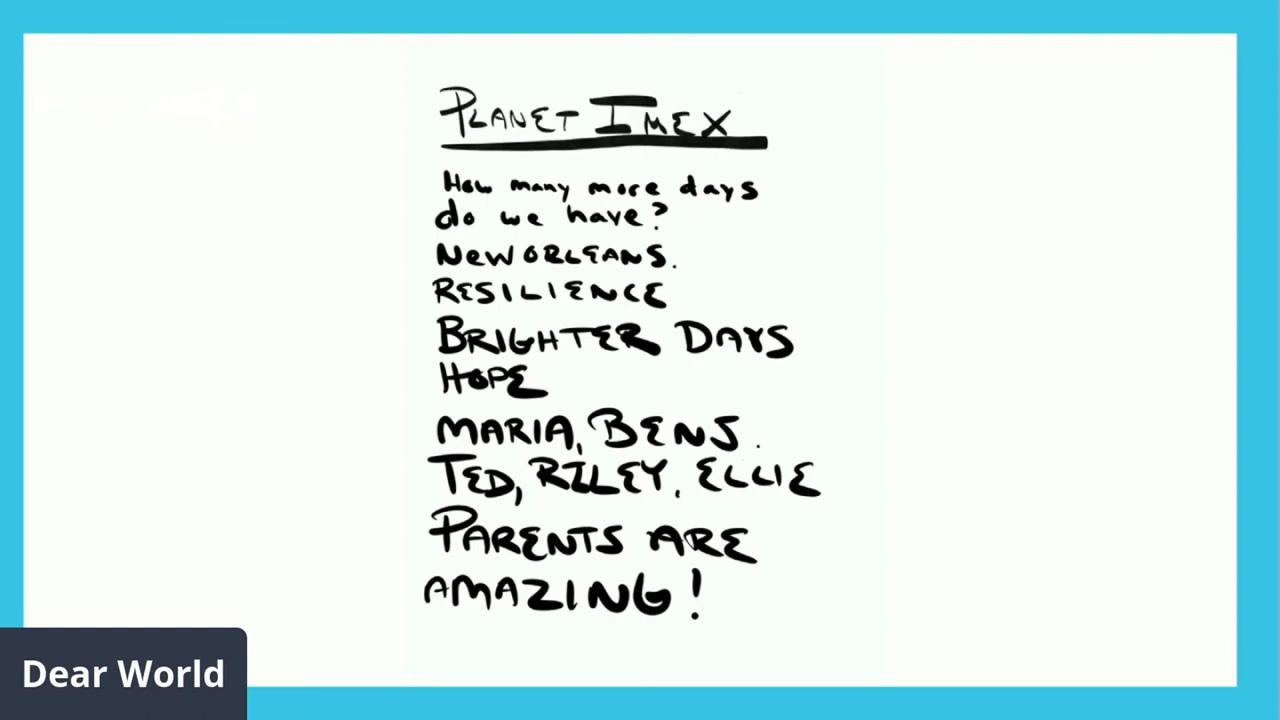 PLANET IMEX
How many more days
do we have?
NEW ORLEANS.
RESILIENCE
BRIGHTER DAYS
HOPE
MARIA, BENS.
TED, RILEY, ELLIE
PARENTS ARE
AMAZING!
Dear World